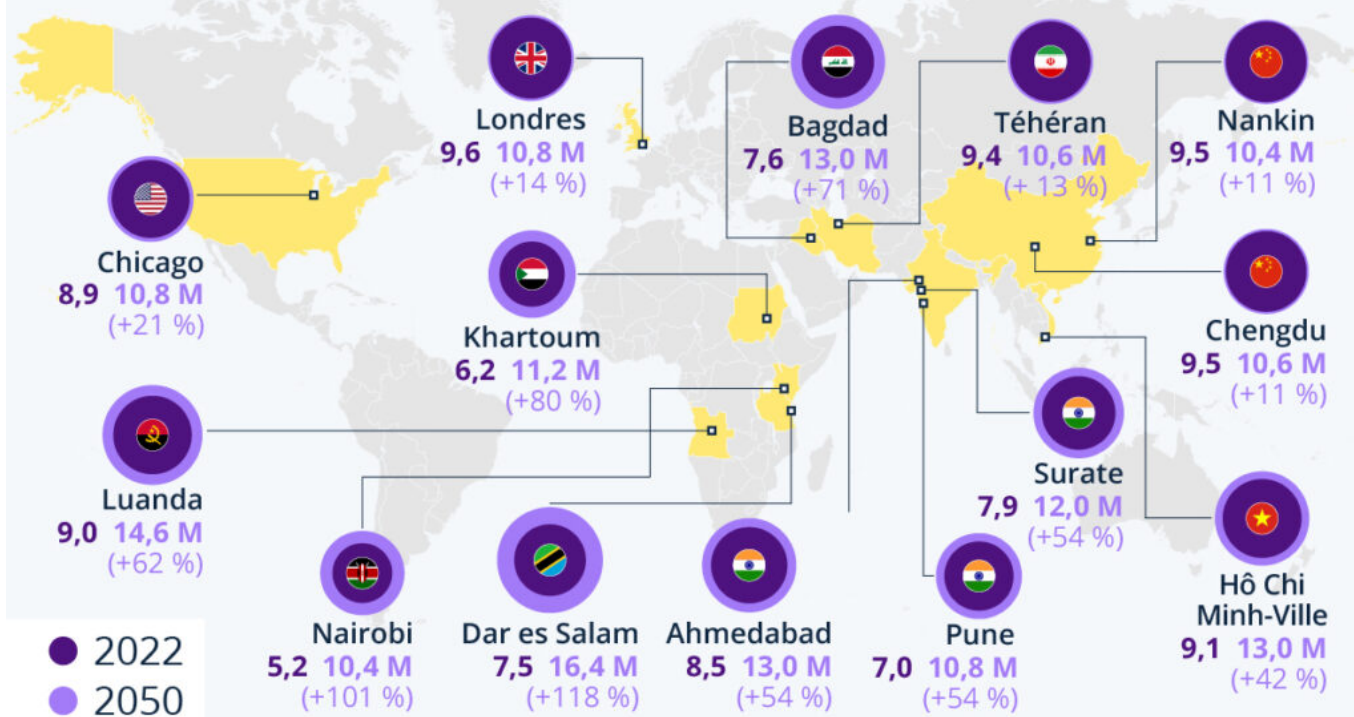 Londres
9,6 10,8 M
(+14 %)
Bagdad
7,6 13,0 M
(+71 %)
Téhéran
9,4 10,6 M
(+ 13 %)
Nankin
9,5 10,4 M
(+11 %)
Chicago
8,9 10,8 M
(+21 %)
Khartoum
6,2 11,2 M
(+80 %)
Chengdu
9,5 10,6 M
(+11 %)
Luanda
9,0 14,6 M
(+62 %)
Surate
7,9 12,0 M
(+54 %)
Nairobi
5,2 10,4 M
(+101 %)
Dar es Salam
7,5 16,4 M
(+118 %)
Ahmedabad
8,5 13,0 M
(+54 %)
Pune
7,0 10,8 M
(+54 %)
Hô Chi
Minh-Ville
9,1 13,0 M
(+42 %)
2022
2050